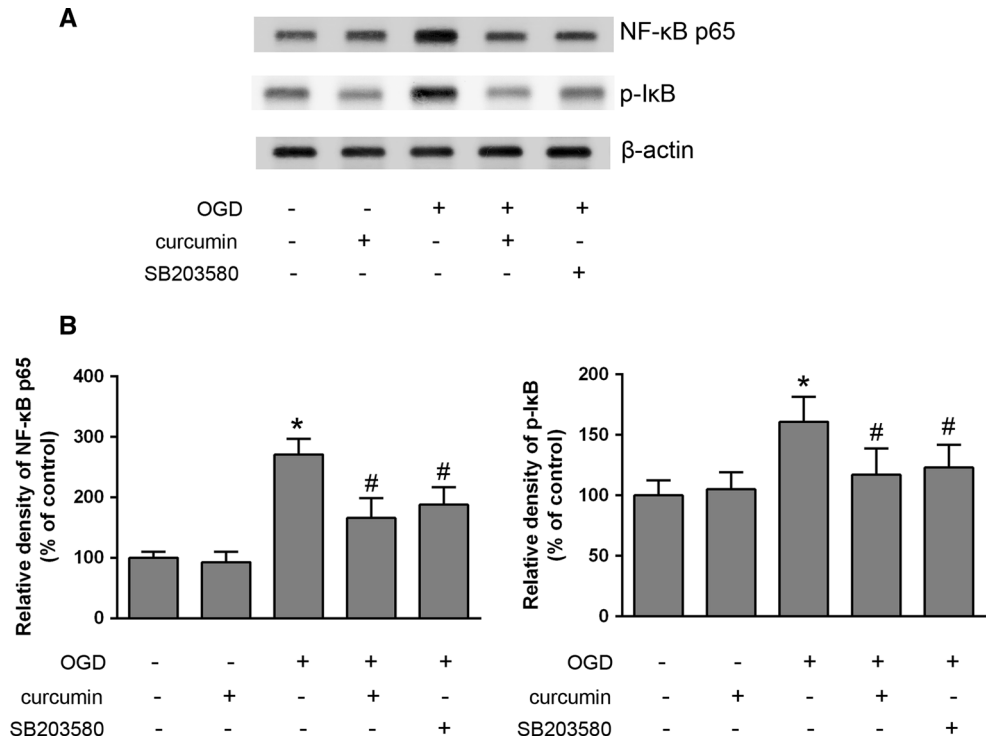 A
NF-κB p65
p-IκB
β-actin
OGD - - + + +
curcumin - + - + -
SB203580 - - - - +
B
Relative density of NF-κB p65
(% of control)
400
300
200
100
0
*
#
#
OGD - - + + +
curcumin - + - + -
SB203580 - - - - +
Relative density of p-IκB
(% of control)
200
150
100
50
0
*
#
#
OGD - - + + +
curcumin - + - + -
SB203580 - - - - +